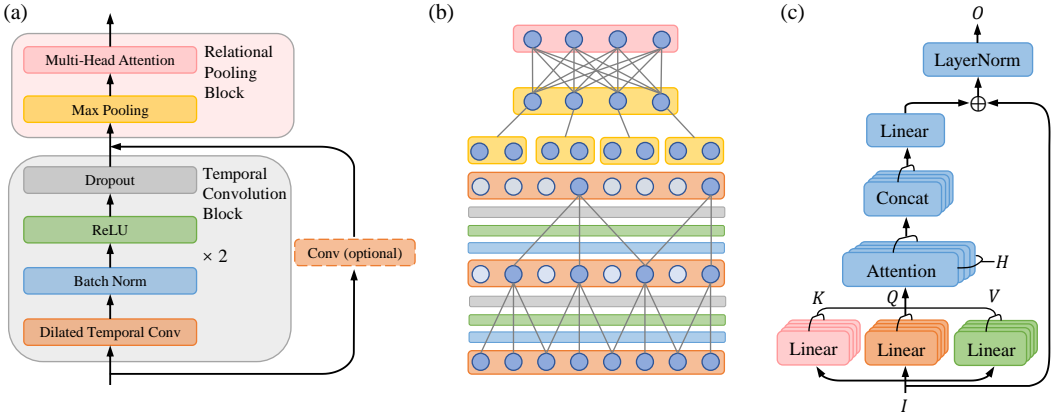 (a)
Multi-Head Attention
Max Pooling
Relational
Pooling
Block
Dropout
ReLU
Batch Norm
Dilated Temporal Conv
Temporal
Convolution
Block
× 2
Conv (optional)
(b)
(c)
O
LayerNorm
Linear
Concat
Attention
H
K
Q
V
Linear
Linear
Linear
I